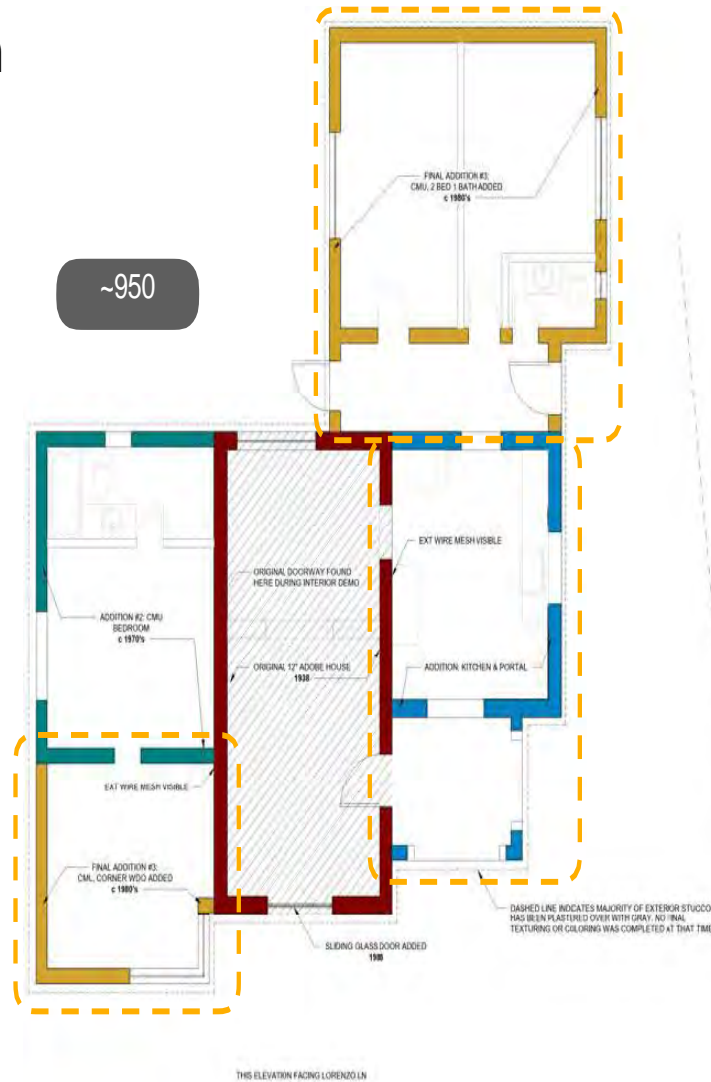 ~950
FINAL ADDITION #3:
CMU, 2 BED 1 BATH ADDED
c 1980's
EXT WIRE MESH VISIBLE
ORIGINAL DOORWAY FOUND
HERE DURING INTERIOR DEMO
ADDITION #2: CMU
BEDROOM
c 1970's
ORIGINAL 12" ADOBE HOUSE
1938
ADDITION: KITCHEN & PORTAL
EXT WIRE MESH VISIBLE
FINAL ADDITION #3:
CMU, CORNER WDO ADDED
c 1980's
DASHED LINE INDICATES MAJORITY OF EXTERIOR STUCCO
HAS BEEN PLASTERED OVER WITH GRAY. NO FINAL
TEXTURING OR COLORING WAS COMPLETED AT THAT TIME
SLIDING GLASS DOOR ADDED
THIS ELEVATION FACING LORENZO LN